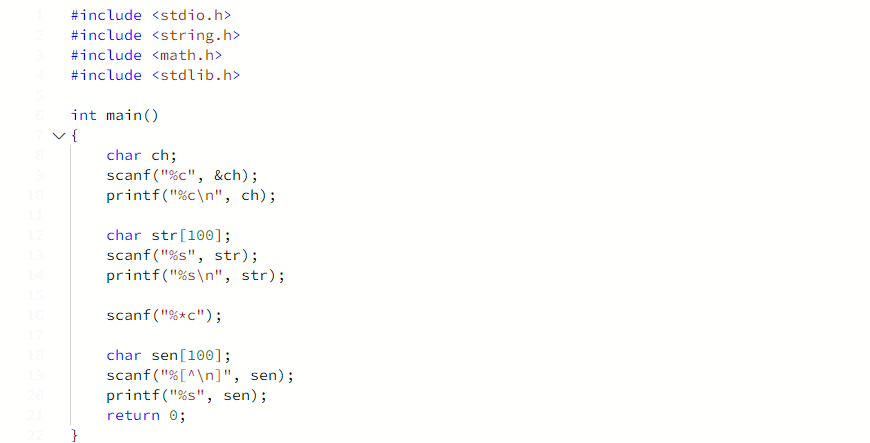 1 #include <stdio.h>
2 #include <string.h>
3 #include <math.h>
4 #include <stdlib.h>
5
6 int main()
7 {
8     char ch;
9     scanf("%c", &ch);
10     printf("%c\n", ch);
11
12     char str[100];
13     scanf("%s", str);
14     printf("%s\n", str);
15
16     scanf("%*c");
17
18     char sen[100];
19     scanf("%[^\n]", sen);
20     printf("%s", sen);
21     return 0;
22 }